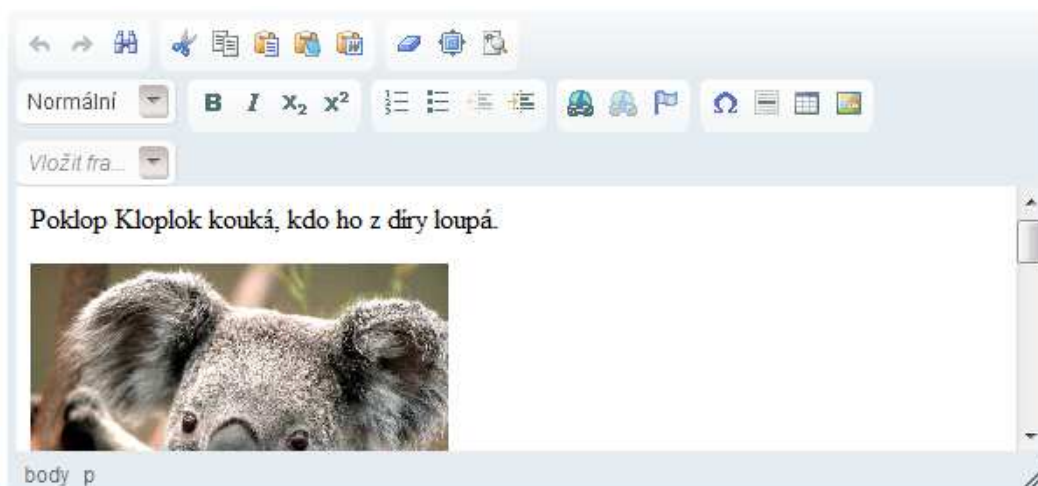 Normální
B I X₂ X²
Vložit fra...
Poklop Kloplok kouká, kdo ho z díry loupá.
body p